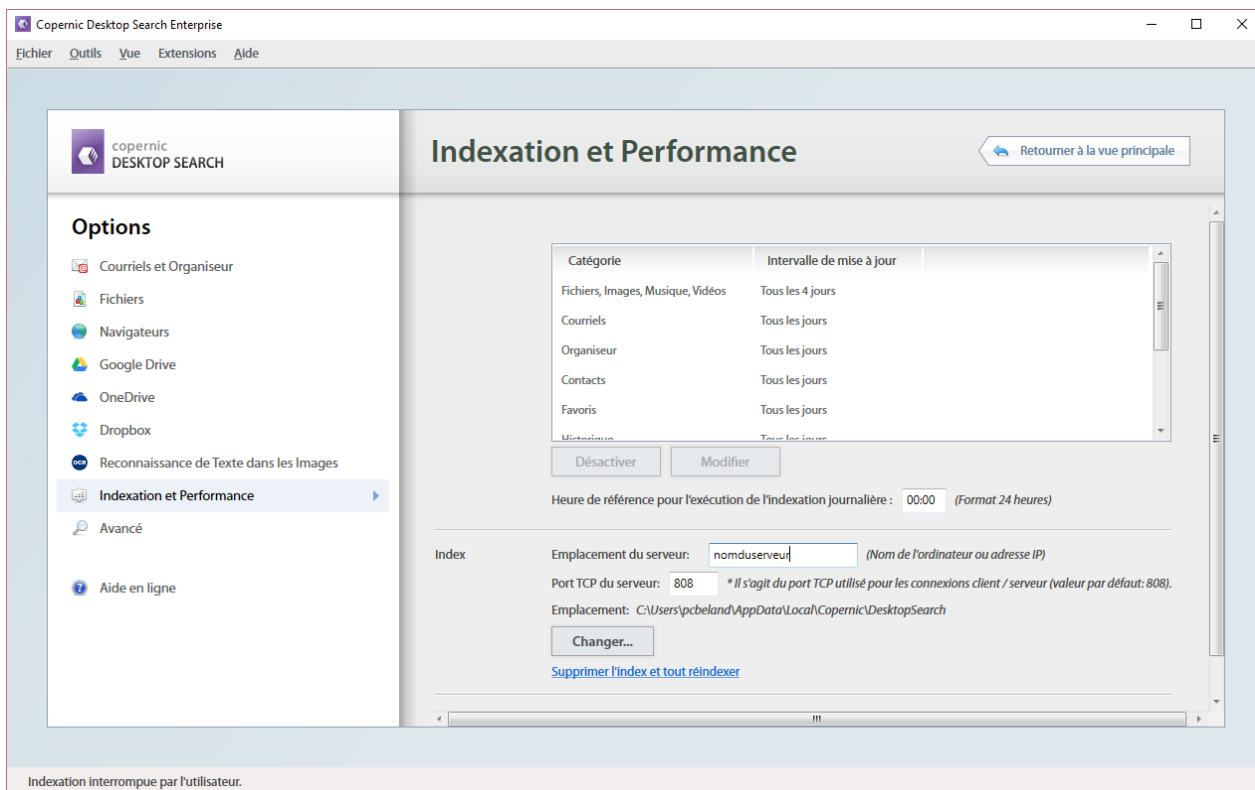 Copernic Desktop Search Enterprise
Fichier Outils Vue Extensions Aide
copernic
DESKTOP SEARCH
Indexation et Performance
Retourner à la vue principale
Options
Courriels et Organiseur
Fichiers
Navigateurs
Google Drive
OneDrive
Dropbox
OCR Reconnaissance de Texte dans les Images
Indexation et Performance
Avancé
Aide en ligne
Catégorie Intervalle de mise à jour
Fichiers, Images, Musique, Vidéos Tous les 4 jours
Courriels Tous les jours
Organiseur Tous les jours
Contacts Tous les jours
Favoris Tous les jours
Historique Tous les jours
Désactiver Modifier
Heure de référence pour l'exécution de l'indexation journalière : 00:00 (Format 24 heures)
Index Emplacement du serveur: nomduserveur (Nom de l'ordinateur ou adresse IP)
Port TCP du serveur: 808 * Il s'agit du port TCP utilisé pour les connexions client / serveur (valeur par défaut: 808).
Emplacement: C:\Users\pcbeland\AppData\Local\Copernic\DesktopSearch
Changer...
Supprimer l'index et tout réindexer
Indexation interrompue par l'utilisateur.